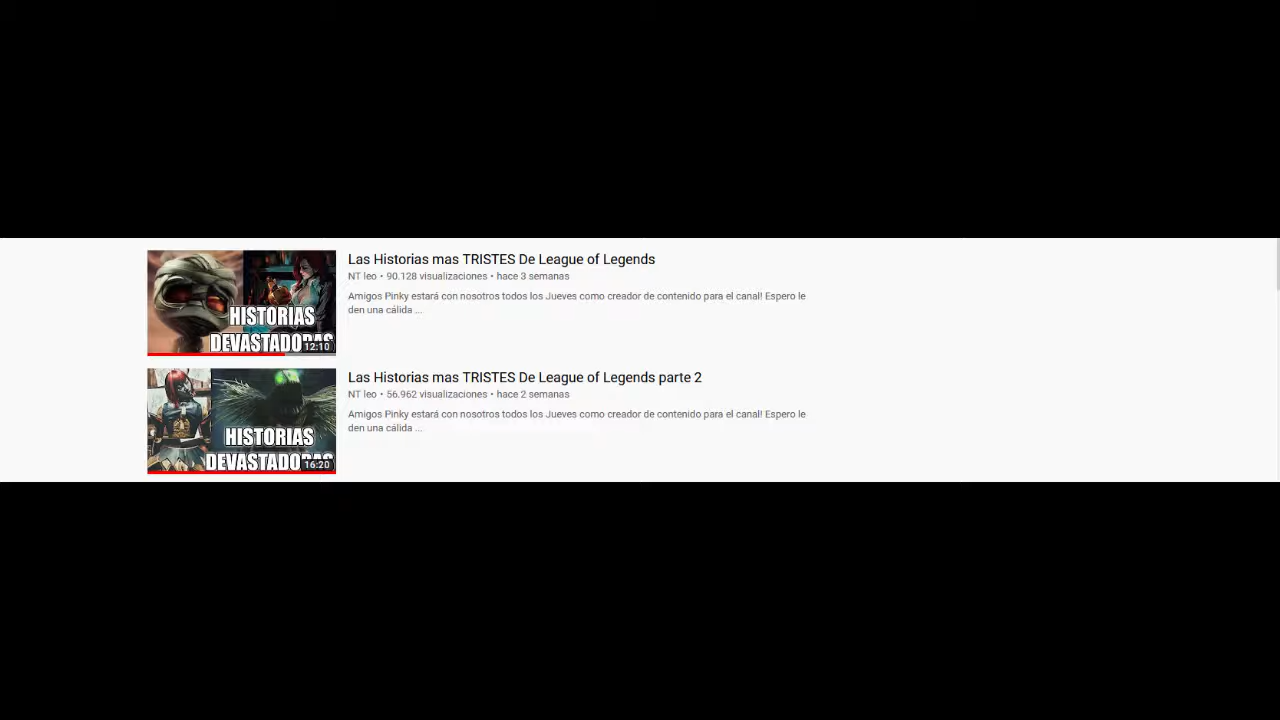 Las Historias mas TRISTES De League of Legends
NT leo • 90.128 visualizaciones • hace 3 semanas
Amigos Pinky estará con nosotros todos los Jueves como creador de contenido para el canal! Espero le
den una cálida ...
HISTORIAS
DEVASTADORAS
12:10
Las Historias mas TRISTES De League of Legends parte 2
NT leo • 56.962 visualizaciones • hace 2 semanas
Amigos Pinky estará con nosotros todos los Jueves como creador de contenido para el canal! Espero le
den una cálida ...
HISTORIAS
DEVASTADORAS
16:20